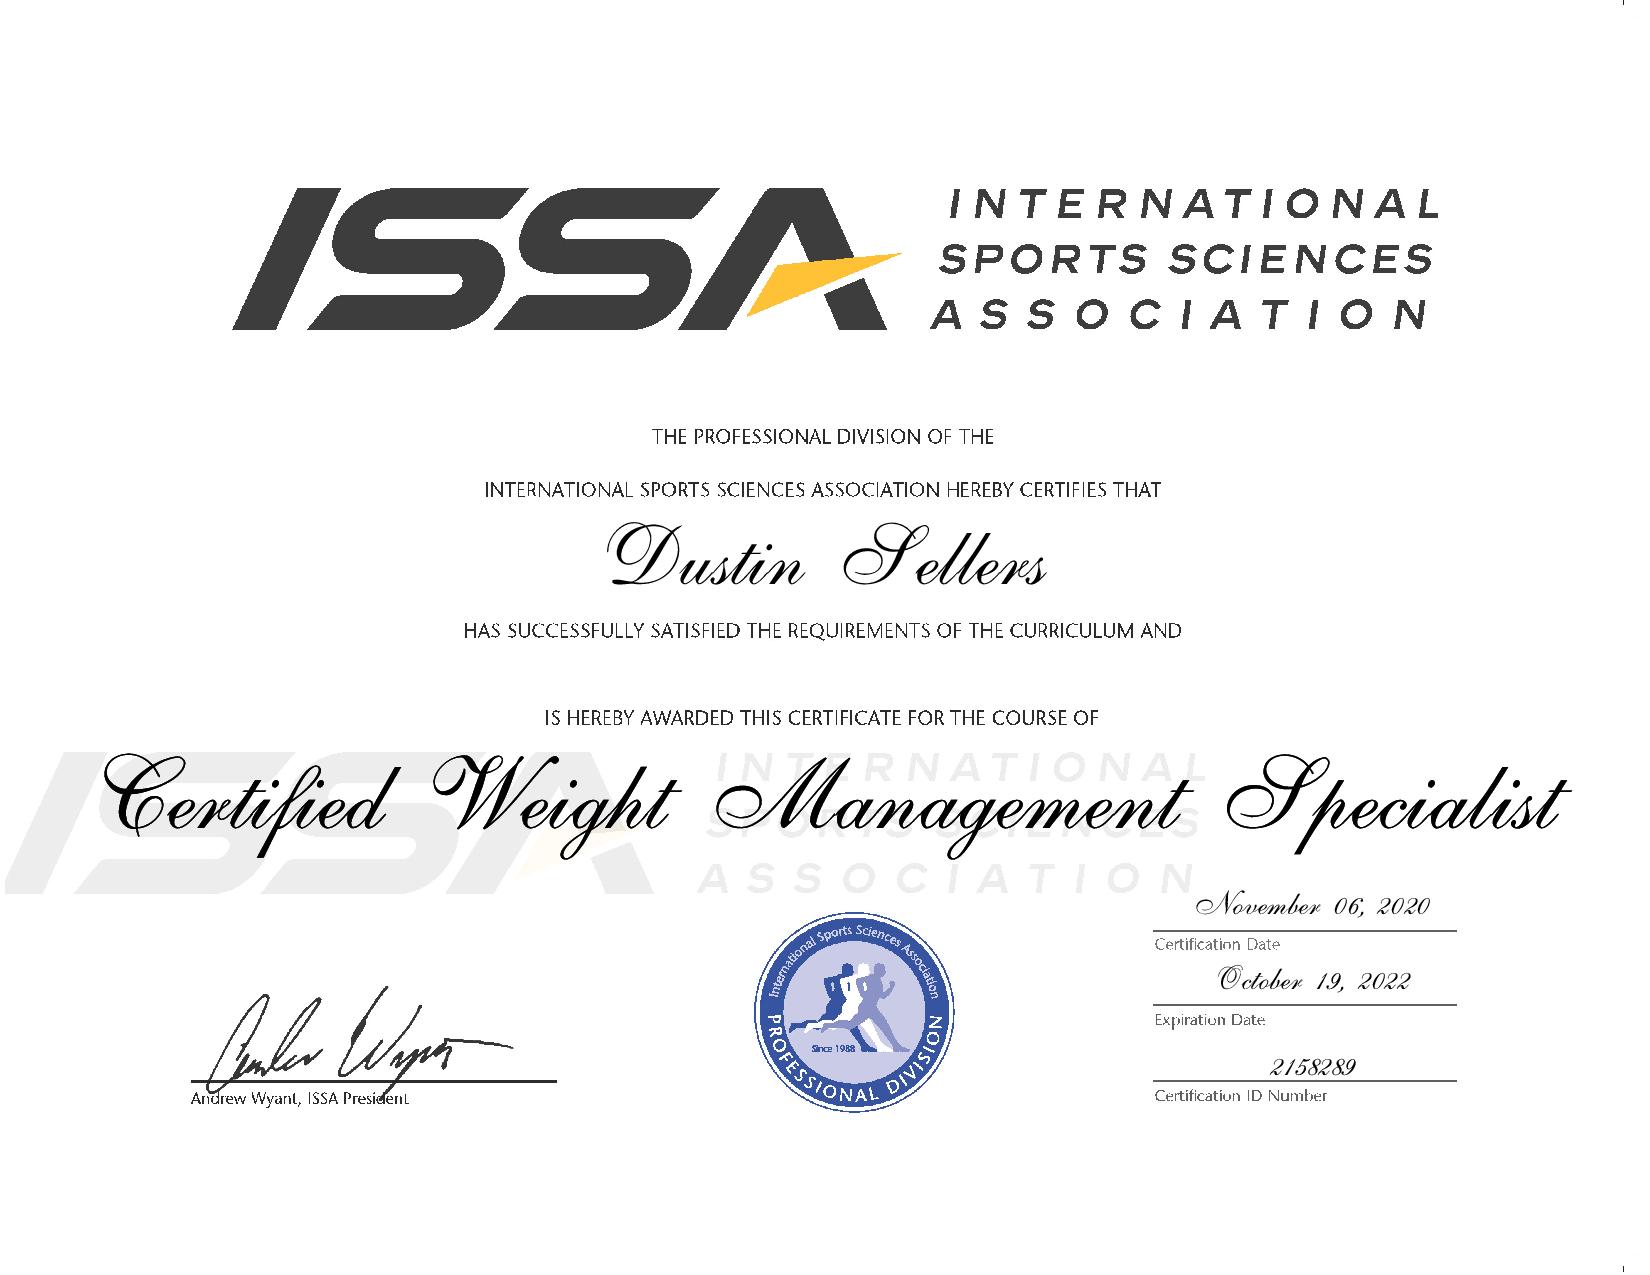 ISSA
INTERNATIONAL
SPORTS SCIENCES
ASSOCIATION
THE PROFESSIONAL DIVISION OF THE
INTERNATIONAL SPORTS SCIENCES ASSOCIATION HEREBY CERTIFIES THAT
Dustin Sellers
HAS SUCCESSFULLY SATISFIED THE REQUIREMENTS OF THE CURRICULUM AND
IS HEREBY AWARDED THIS CERTIFICATE FOR THE COURSE OF
ISSA
INTERNATIONAL
SPORTS SCIENCES
ASSOCIATION
Certified Weight Management Specialist
November 06, 2020
Certification Date
October 19, 2022
Expiration Date
2158289
Certification ID Number
International Sports Sciences Association
Since 1988
PROFESSIONAL DIVISION
Andrew Wyant, ISSA President